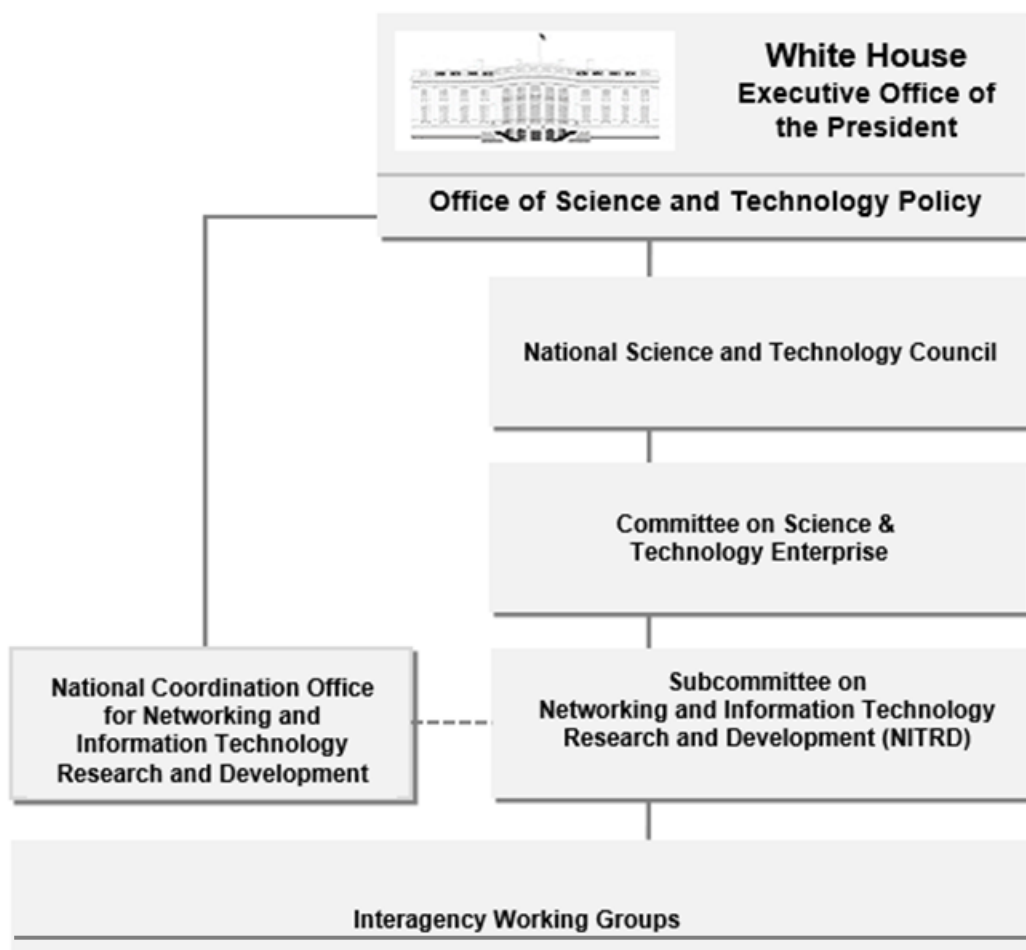 White House
Executive Office of
the President
Office of Science and Technology Policy
National Science and Technology Council
Committee on Science &
Technology Enterprise
National Coordination Office
for Networking and
Information Technology
Research and Development
Subcommittee on
Networking and Information Technology
Research and Development (NITRD)
Interagency Working Groups